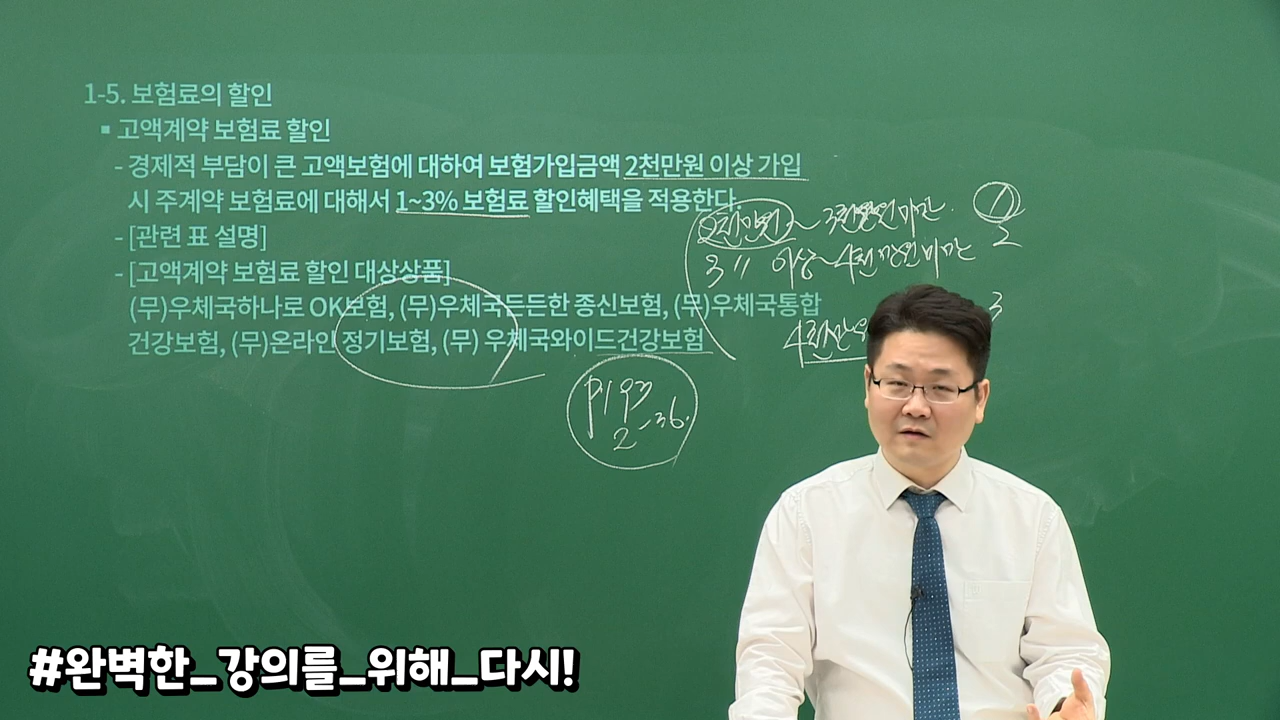 1-5. 보험료의 할인
▪ 고액계약 보험료 할인
- 경제적 부담이 큰 고액보험에 대하여 보험가입금액 2천만원 이상 가입
시 주계약 보험료에 대해서 1~3% 보험료 할인혜택을 적용한다.
- [관련 표 설명]
- [고액계약 보험료 할인 대상상품]
(무)우체국하나로 OK보험, (무)우체국든든한 종신보험, (무)우체국통합
건강보험, (무)온라인 정기보험, (무) 우체국와이드건강보험
2천만원 ~ 3천만원미만 1
3 〃 이상~4천만원미만 2
4천만원 3
P193
2-36.
#완벽한_강의를_위해_다시!